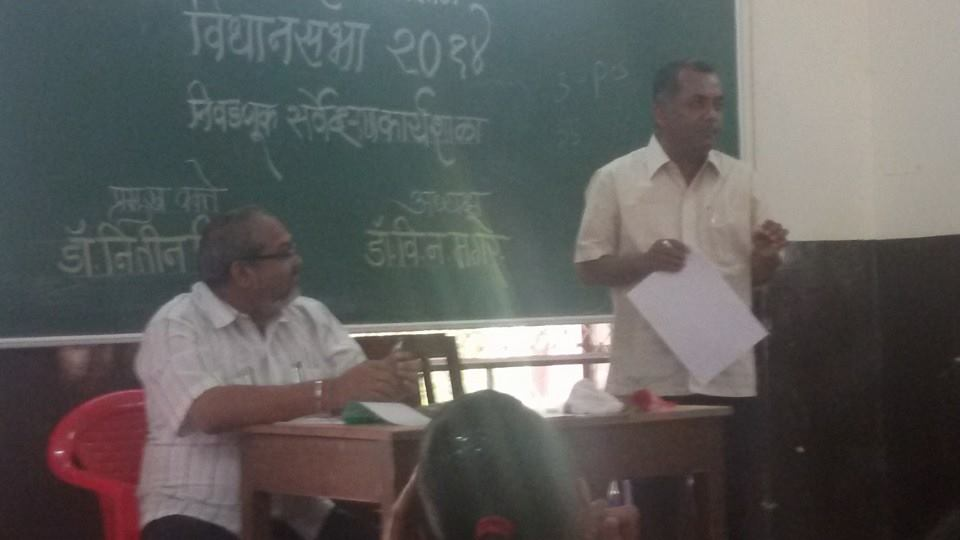 विधानसभा २०१४
निवडणूक सर्वेक्षण कार्यशाळा
प्रमुख वक्ते
अध्यक्ष
डॉ. नितीन
डॉ. वि. न.